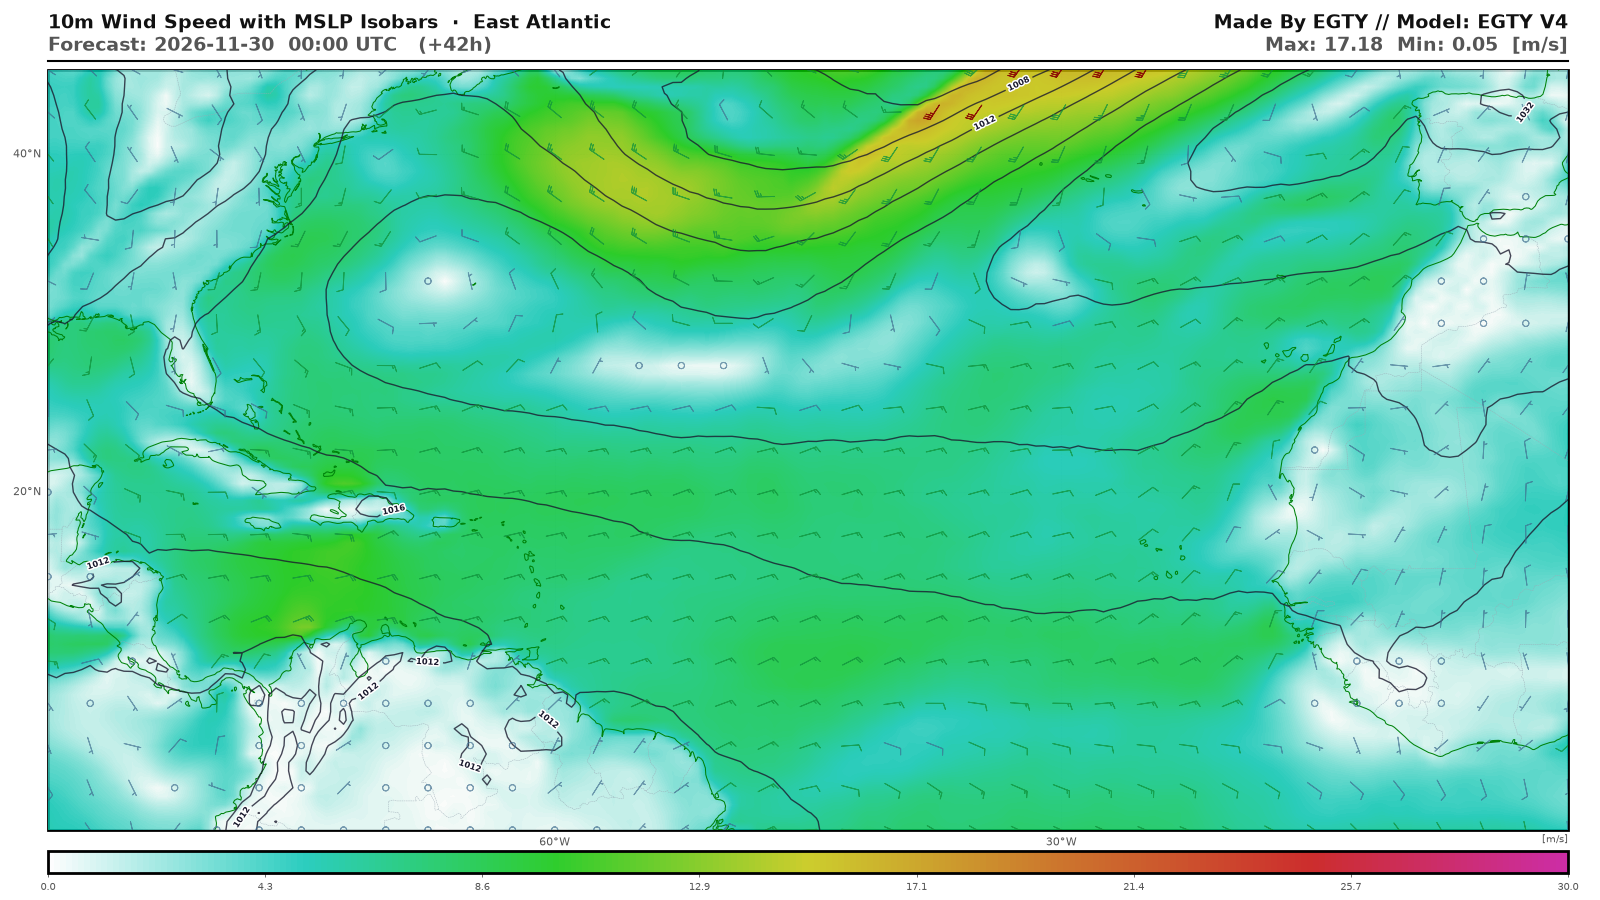 10m Wind Speed with MSLP Isobars · East Atlantic
Made By EGTY // Model: EGTY V4
Forecast: 2026-11-30 00:00 UTC (+42h)
Max: 17.18 Min: 0.05 [m/s]
1008
1032
1012
40°N
20°N
1016
1012
1012
1012
1012
1012
1012
60°W
30°W
[m/s]
0.0
4.3
8.6
12.9
17.1
21.4
25.7
30.0